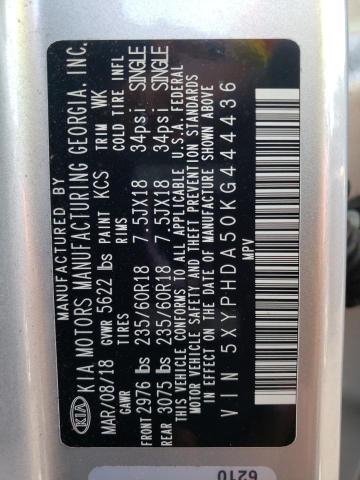 MANUFACTURED BY
KIA MOTORS MANUFACTURING GEORGIA, INC.
KIA
MAR/08/18 GVWR 5622 lbs PAINT KCS TRIM WK
GAWR TIRES RIMS COLD TIRE INFL
FRONT 2976 lbs 235/60R18 7.5JX18 34psi SINGLE
REAR 3075 lbs 235/60R18 7.5JX18 34psi SINGLE
THIS VEHICLE CONFORMS TO ALL APPLICABLE U.S.A. FEDERAL
MOTOR VEHICLE SAFETY AND THEFT PREVENTION STANDARDS
IN EFFECT ON THE DATE OF MANUFACTURE SHOWN ABOVE
VIN 5XYPHDA50KG444436
MPV
6210